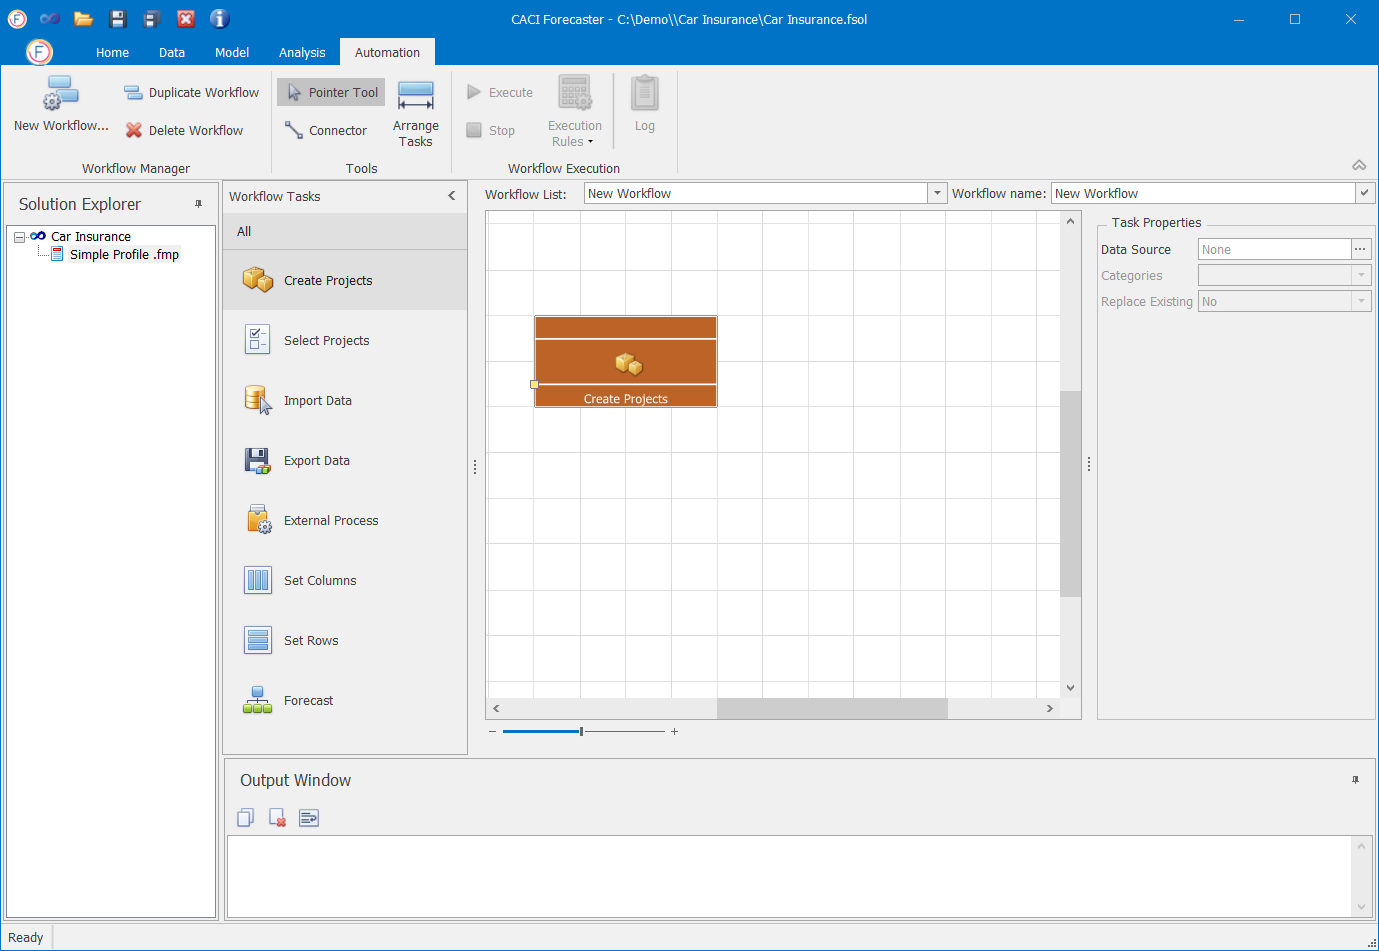 CACI Forecaster - C:\Demo\\Car Insurance\Car Insurance.fsol
F Home Data Model Analysis Automation
New Workflow...
Duplicate Workflow
Delete Workflow
Workflow Manager
Pointer Tool
Connector
Arrange
Tasks
Tools
Execute
Stop
Execution
Rules
Workflow Execution
Log
Solution Explorer
Car Insurance
Simple Profile .fmp
Workflow Tasks
All
Create Projects
Select Projects
Import Data
Export Data
External Process
Set Columns
Set Rows
Forecast
Workflow List: New Workflow
Workflow name: New Workflow
Create Projects
Task Properties
Data Source None
Categories
Replace Existing No
Output Window
Ready